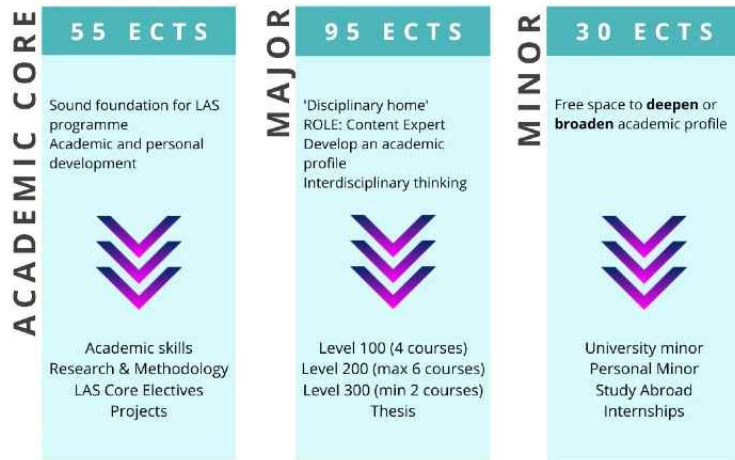 ACADEMIC CORE
55 ECTS
Sound foundation for LAS
programme
Academic and personal
development
Academic skills
Research & Methodology
LAS Core Electives
Projects
MAJOR
95 ECTS
'Disciplinary home'
ROLE: Content Expert
Develop an academic
profile
Interdisciplinary thinking
Level 100 (4 courses)
Level 200 (max 6 courses)
Level 300 (min 2 courses)
Thesis
MINOR
30 ECTS
Free space to deepen or
broaden academic profile
University minor
Personal Minor
Study Abroad
Internships